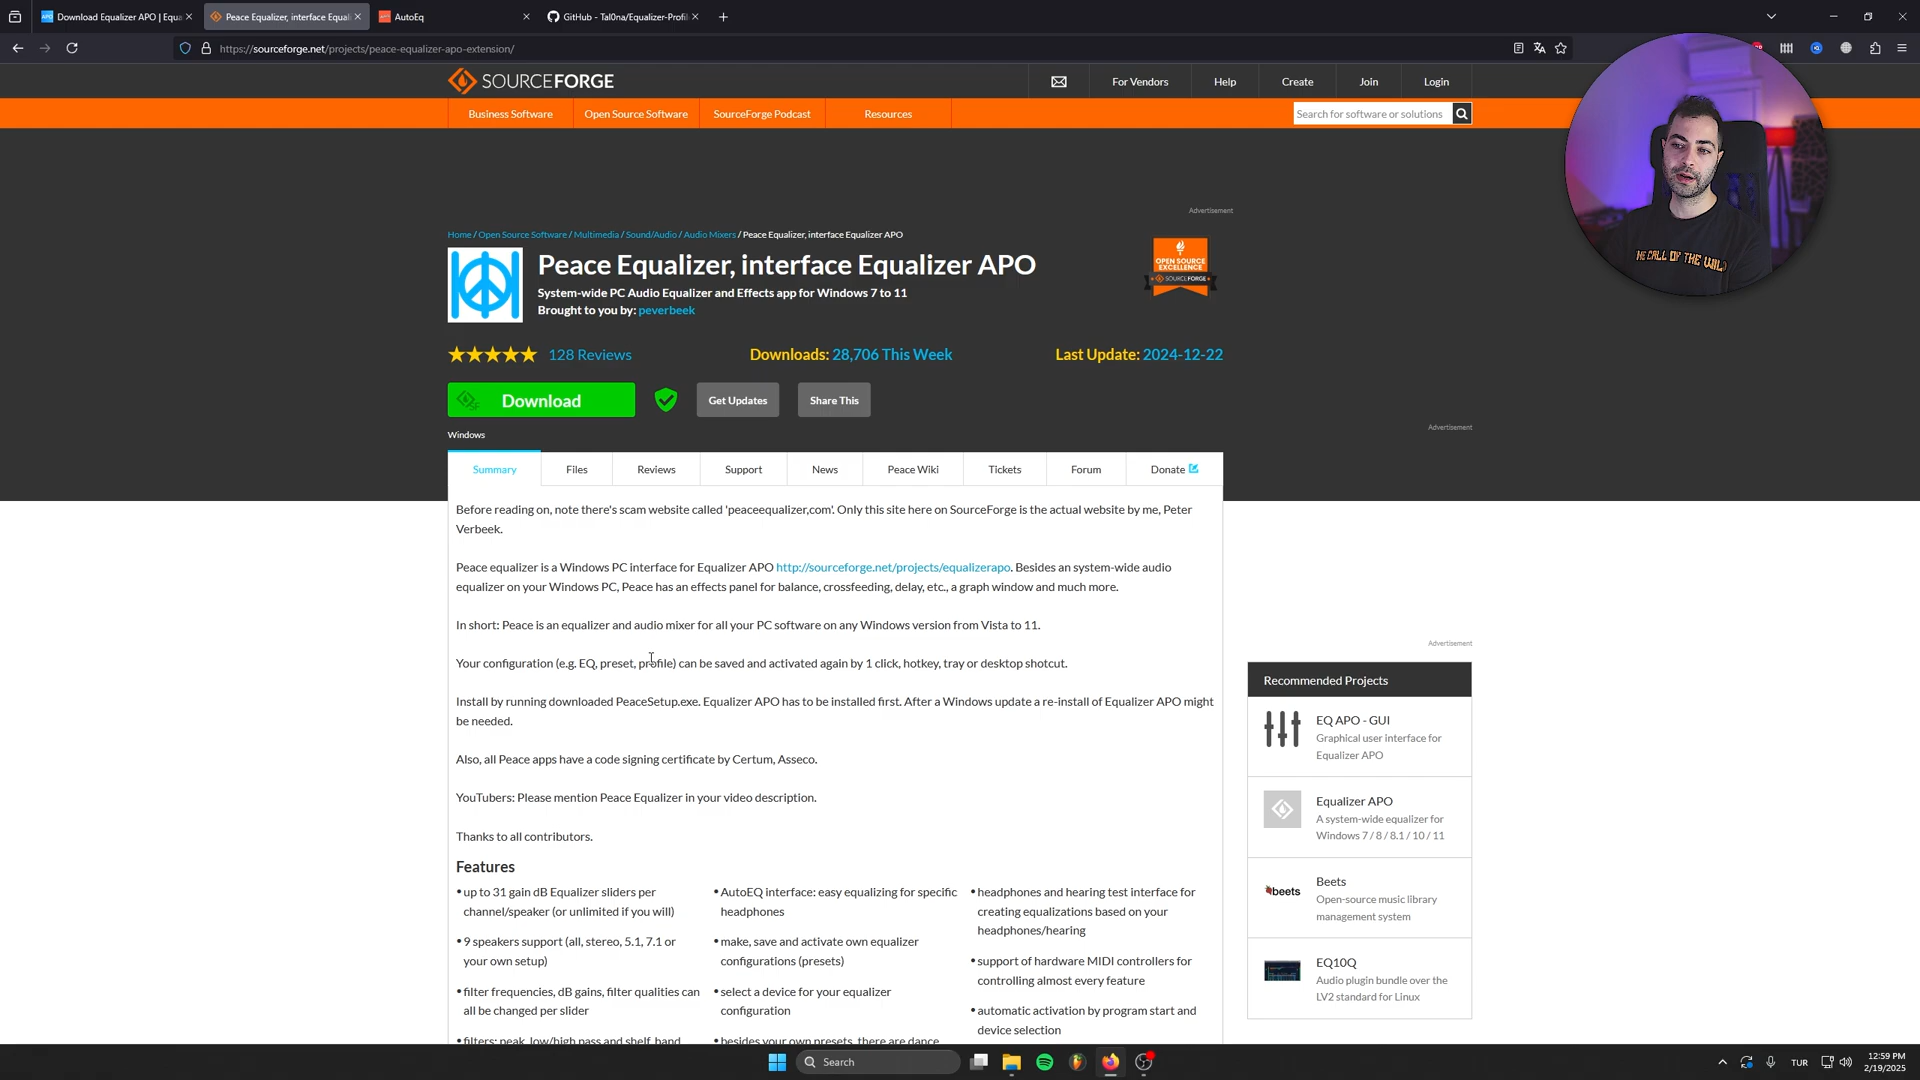 Download Equalizer APO | Equa
Peace Equalizer, interface Equal
AutoEq
GitHub - Tal0na/Equalizer-Profil
https://sourceforge.net/projects/peace-equalizer-apo-extension/
SOURCEFORGE
For Vendors
Help
Create
Join
Login
Business Software
Open Source Software
SourceForge Podcast
Resources
Search for software or solutions
THE CALL OF THE WILD
Advertisement
Home / Open Source Software / Multimedia / Sound/Audio / Audio Mixers / Peace Equalizer, interface Equalizer APO
Peace Equalizer, interface Equalizer APO
System-wide PC Audio Equalizer and Effects app for Windows 7 to 11
Brought to you by: peverbeek
OPEN SOURCE
EXCELLENCE
SOURCEFORGE
128 Reviews
Downloads: 28,706 This Week
Last Update: 2024-12-22
Download
Get Updates
Share This
Advertisement
Windows
Summary
Files
Reviews
Support
News
Peace Wiki
Tickets
Forum
Donate
Before reading on, note there's scam website called 'peaceequalizer,com'. Only this site here on SourceForge is the actual website by me, Peter
Verbeek.
Peace equalizer is a Windows PC interface for Equalizer APO http://sourceforge.net/projects/equalizerapo. Besides an system-wide audio
equalizer on your Windows PC, Peace has an effects panel for balance, crossfeeding, delay, etc., a graph window and much more.
In short: Peace is an equalizer and audio mixer for all your PC software on any Windows version from Vista to 11.
Your configuration (e.g. EQ, preset, profile) can be saved and activated again by 1 click, hotkey, tray or desktop shotcut.
Install by running downloaded PeaceSetup.exe. Equalizer APO has to be installed first. After a Windows update a re-install of Equalizer APO might
be needed.
Also, all Peace apps have a code signing certificate by Certum, Asseco.
YouTubers: Please mention Peace Equalizer in your video description.
Thanks to all contributors.
Features
• up to 31 gain dB Equalizer sliders per
channel/speaker (or unlimited if you will)
• 9 speakers support (all, stereo, 5.1, 7.1 or
your own setup)
• filter frequencies, dB gains, filter qualities can
all be changed per slider
• filters: peak, low/high pass and shelf, band
• AutoEQ interface: easy equalizing for specific
headphones
• make, save and activate own equalizer
configurations (presets)
• select a device for your equalizer
configuration
• besides your own presets, there are dance
• headphones and hearing test interface for
creating equalizations based on your
headphones/hearing
• support of hardware MIDI controllers for
controlling almost every feature
• automatic activation by program start and
device selection
Advertisement
Recommended Projects
EQ APO - GUI
Graphical user interface for
Equalizer APO
Equalizer APO
A system-wide equalizer for
Windows 7 / 8 / 8.1 / 10 / 11
beets
Beets
Open-source music library
management system
EQ10Q
Audio plugin bundle over the
LV2 standard for Linux
Search
TUR
12:59 PM
2/19/2025